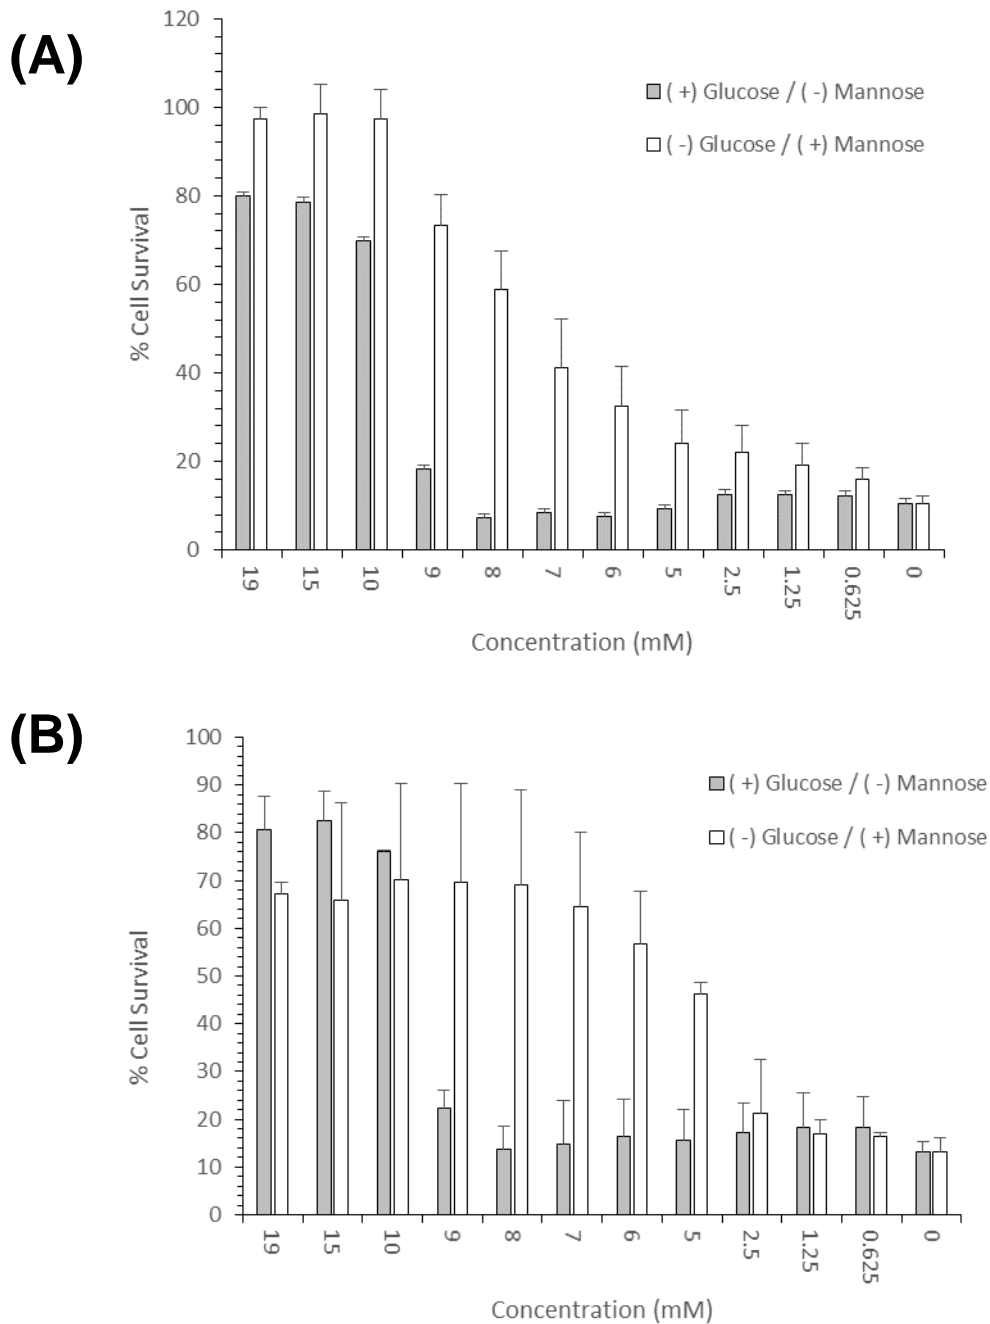 (A)
120
100
80
60
40
20
0
% Cell Survival
( +) Glucose / ( -) Mannose
( -) Glucose / ( +) Mannose
19 15 10 9 8 7 6 5 2.5 1.25 0.625 0
Concentration (mM)
(B)
100
90
80
70
60
50
40
30
20
10
0
% Cell Survival
( +) Glucose / ( -) Mannose
( -) Glucose / ( +) Mannose
19 15 10 9 8 7 6 5 2.5 1.25 0.625 0
Concentration (mM)